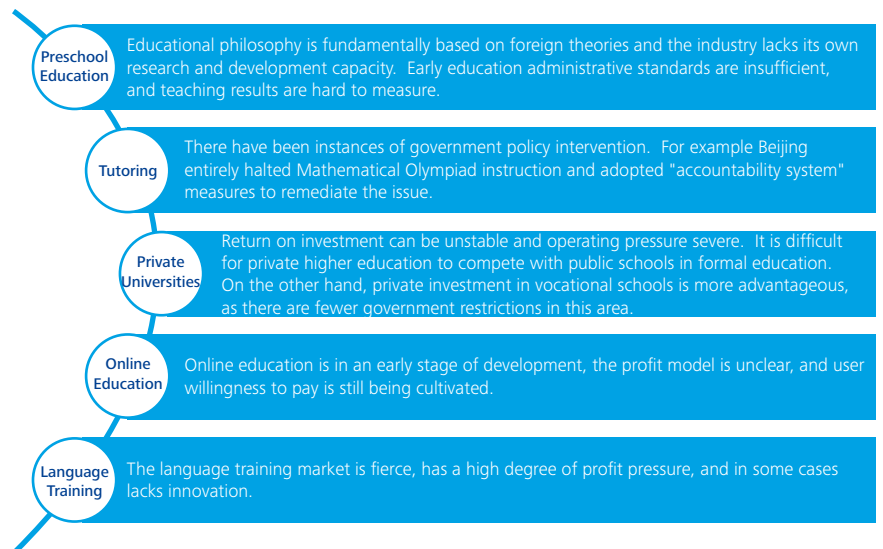 Preschool
Education
Educational philosophy is fundamentally based on foreign theories and the industry lacks its own
research and development capacity.  Early education administrative standards are insufficient,
and teaching results are hard to measure.
Tutoring
There have been instances of government policy intervention.  For example Beijing
entirely halted Mathematical Olympiad instruction and adopted "accountability system"
measures to remediate the issue.
Private
Universities
Return on investment can be unstable and operating pressure severe.  It is difficult
for private higher education to compete with public schools in formal education.
On the other hand, private investment in vocational schools is more advantageous,
as there are fewer government restrictions in this area.
Online
Education
Online education is in an early stage of development, the profit model is unclear, and user
willingness to pay is still being cultivated.
Language
Training
The language training market is fierce, has a high degree of profit pressure, and in some cases
lacks innovation.